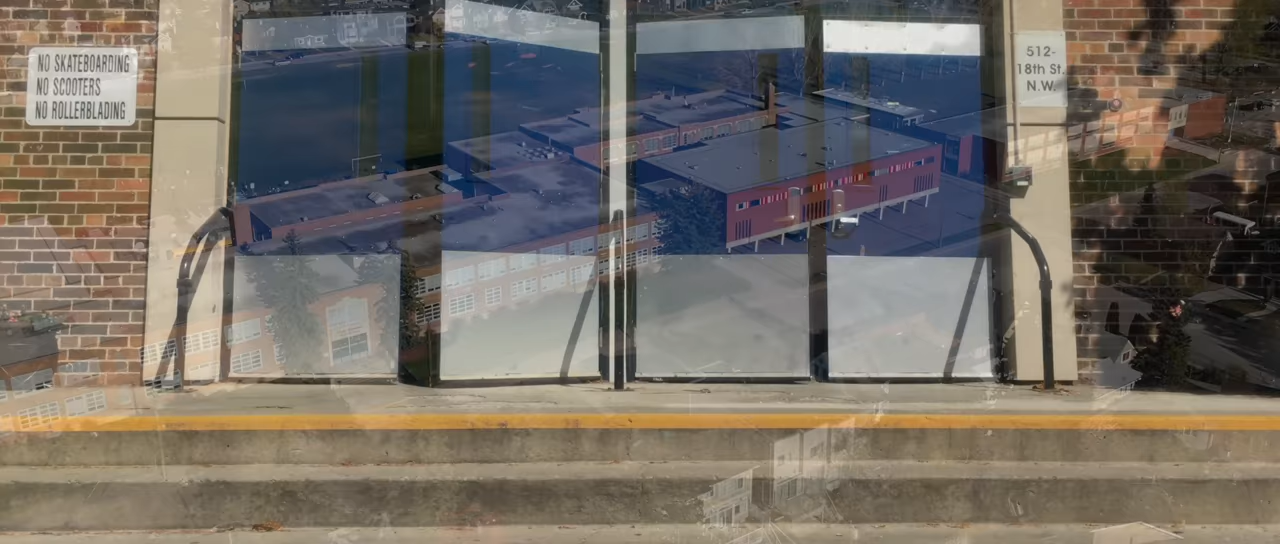 NO SKATEBOARDING
NO SCOOTERS
NO ROLLERBLADING
512-
18th St.
N.W.